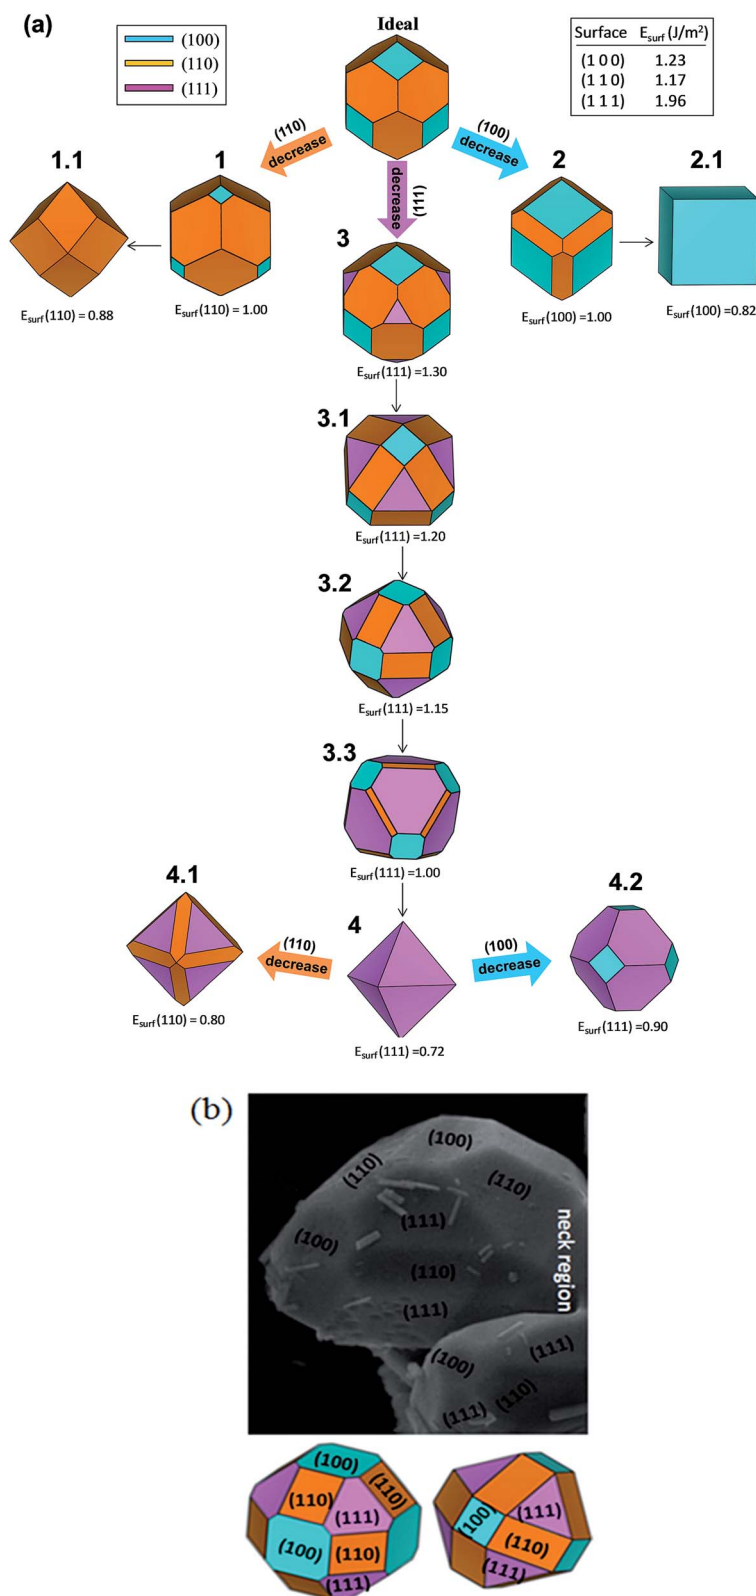 (a)
Ideal
(100)
(110)
(111)
Surface E_surf (J/m²)
(1 0 0) 1.23
(1 1 0) 1.17
(1 1 1) 1.96
(110)
decrease
(100)
decrease
decrease
(111)
1.1
1
2
2.1
3
E_surf(110) = 0.88
E_surf(110) = 1.00
E_surf(100) = 1.00
E_surf(100) = 0.82
E_surf(111) =1.30
3.1
E_surf(111) =1.20
3.2
E_surf(111) =1.15
3.3
E_surf(111) =1.00
4.1
4
4.2
(110)
decrease
(100)
decrease
E_surf(110) = 0.80
E_surf(111) =0.72
E_surf(111) =0.90
(b)
(100)
(110)
(110)
(111)
(100)
neck region
(110)
(111)
(100)
(111)
(110)
(111)
(100)
(110)
(110)
(111)
(100)
(110)
(111)
(111)
(100)
(110)
(111)